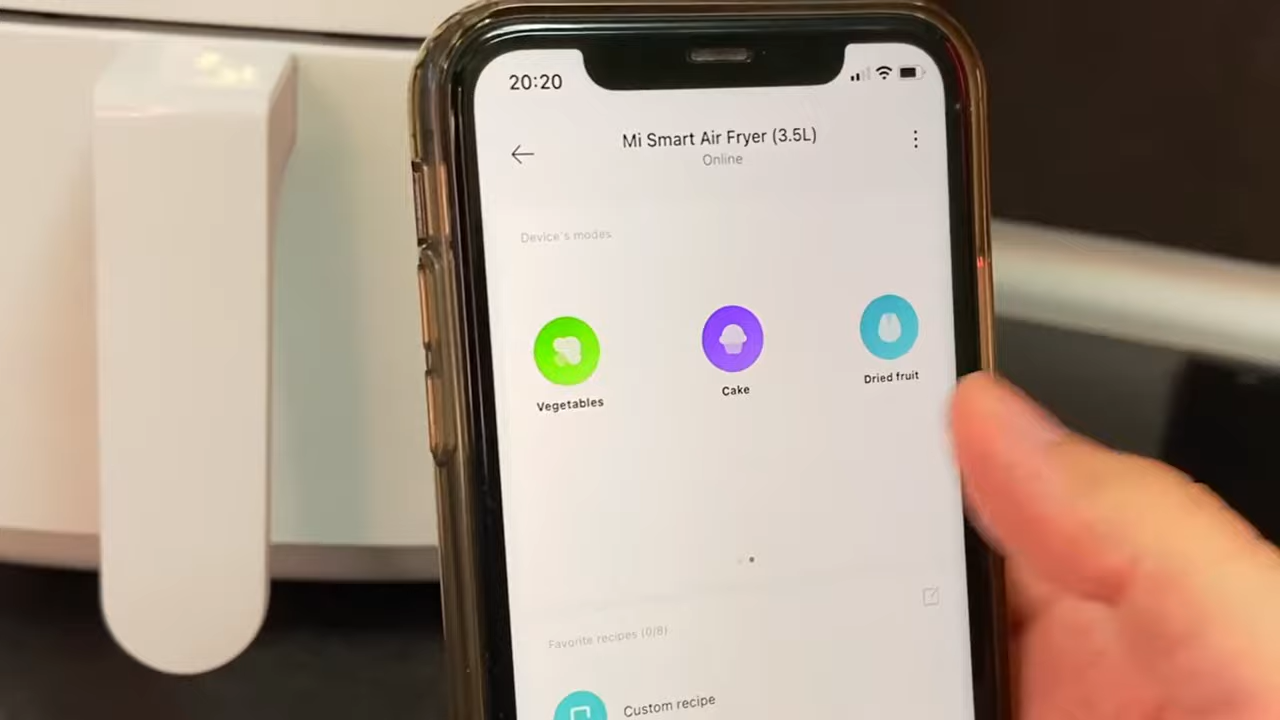 20:20
Mi Smart Air Fryer (3.5L)
Online
Device's modes
Vegetables
Cake
Dried fruit
Favorite recipes (0/8)
Custom recipe